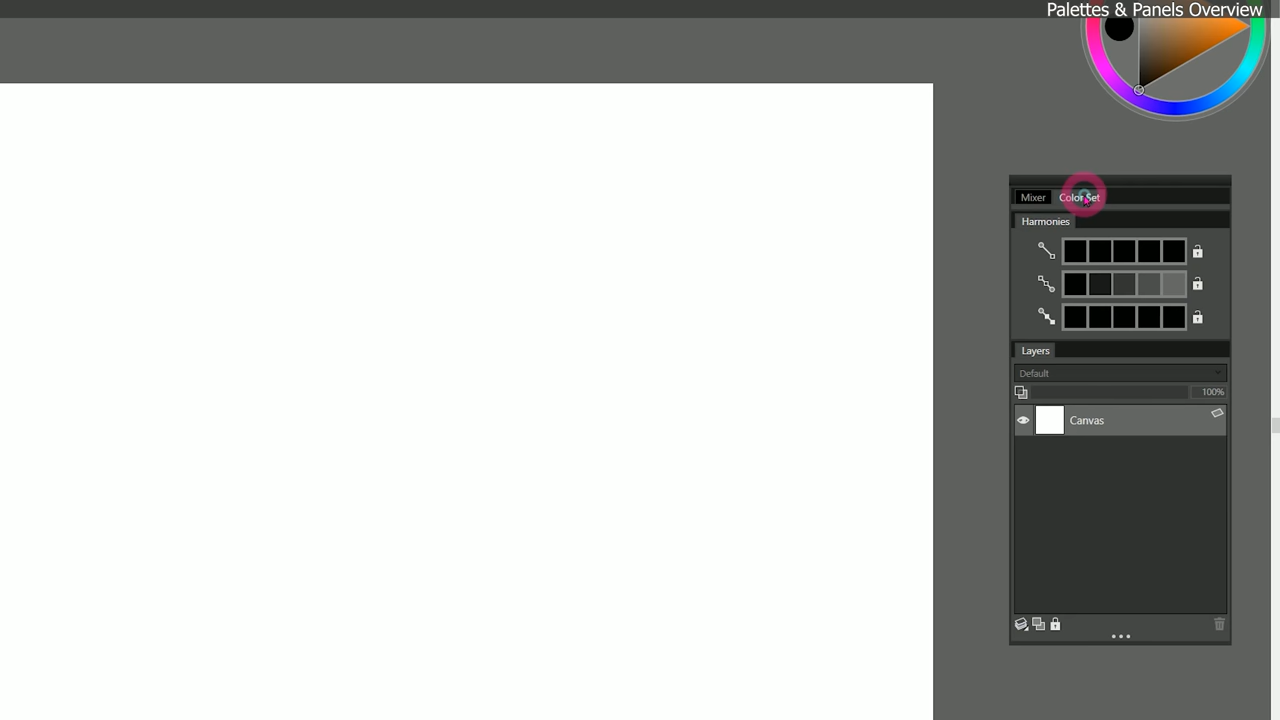 Palettes & Panels Overview
Mixer Color Set
Harmonies
Layers
Default
100%
Canvas